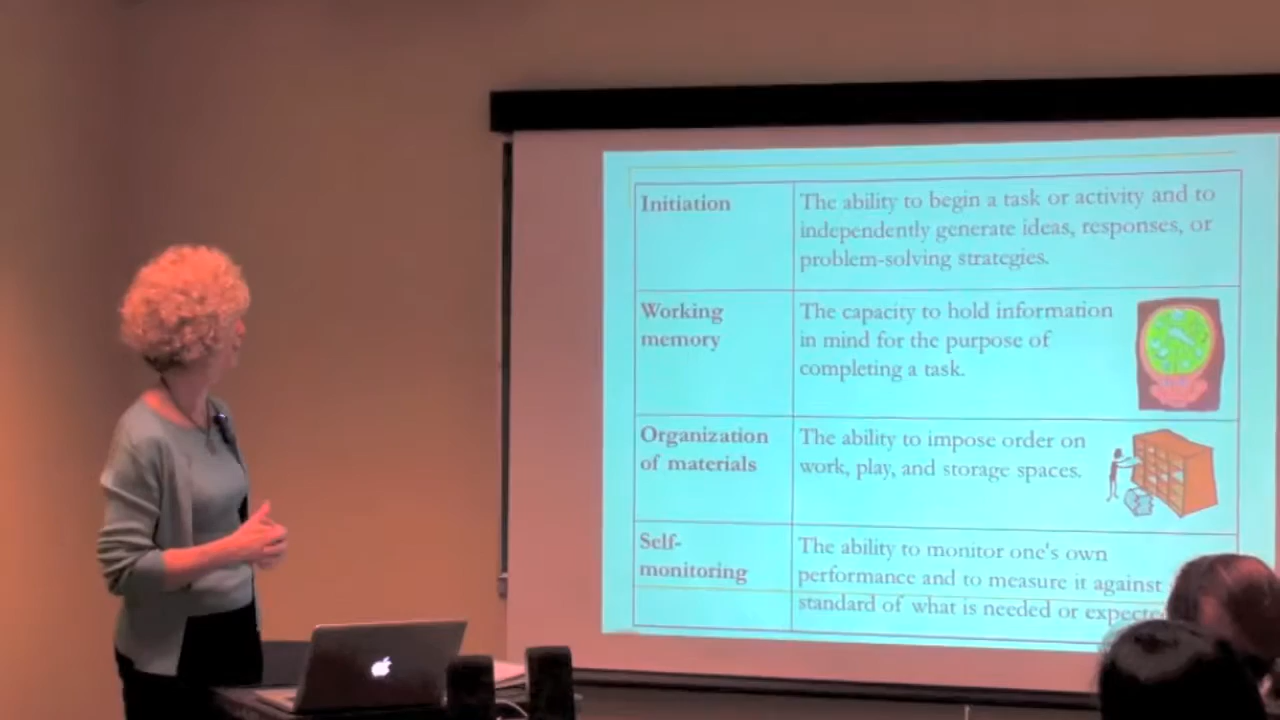 Initiation
The ability to begin a task or activity and to
independently generate ideas, responses, or
problem-solving strategies.
Working
memory
The capacity to hold information
in mind for the purpose of
completing a task.
Organization
of materials
The ability to impose order on
work, play, and storage spaces.
Self-
monitoring
The ability to monitor one's own
performance and to measure it against
standard of what is needed or